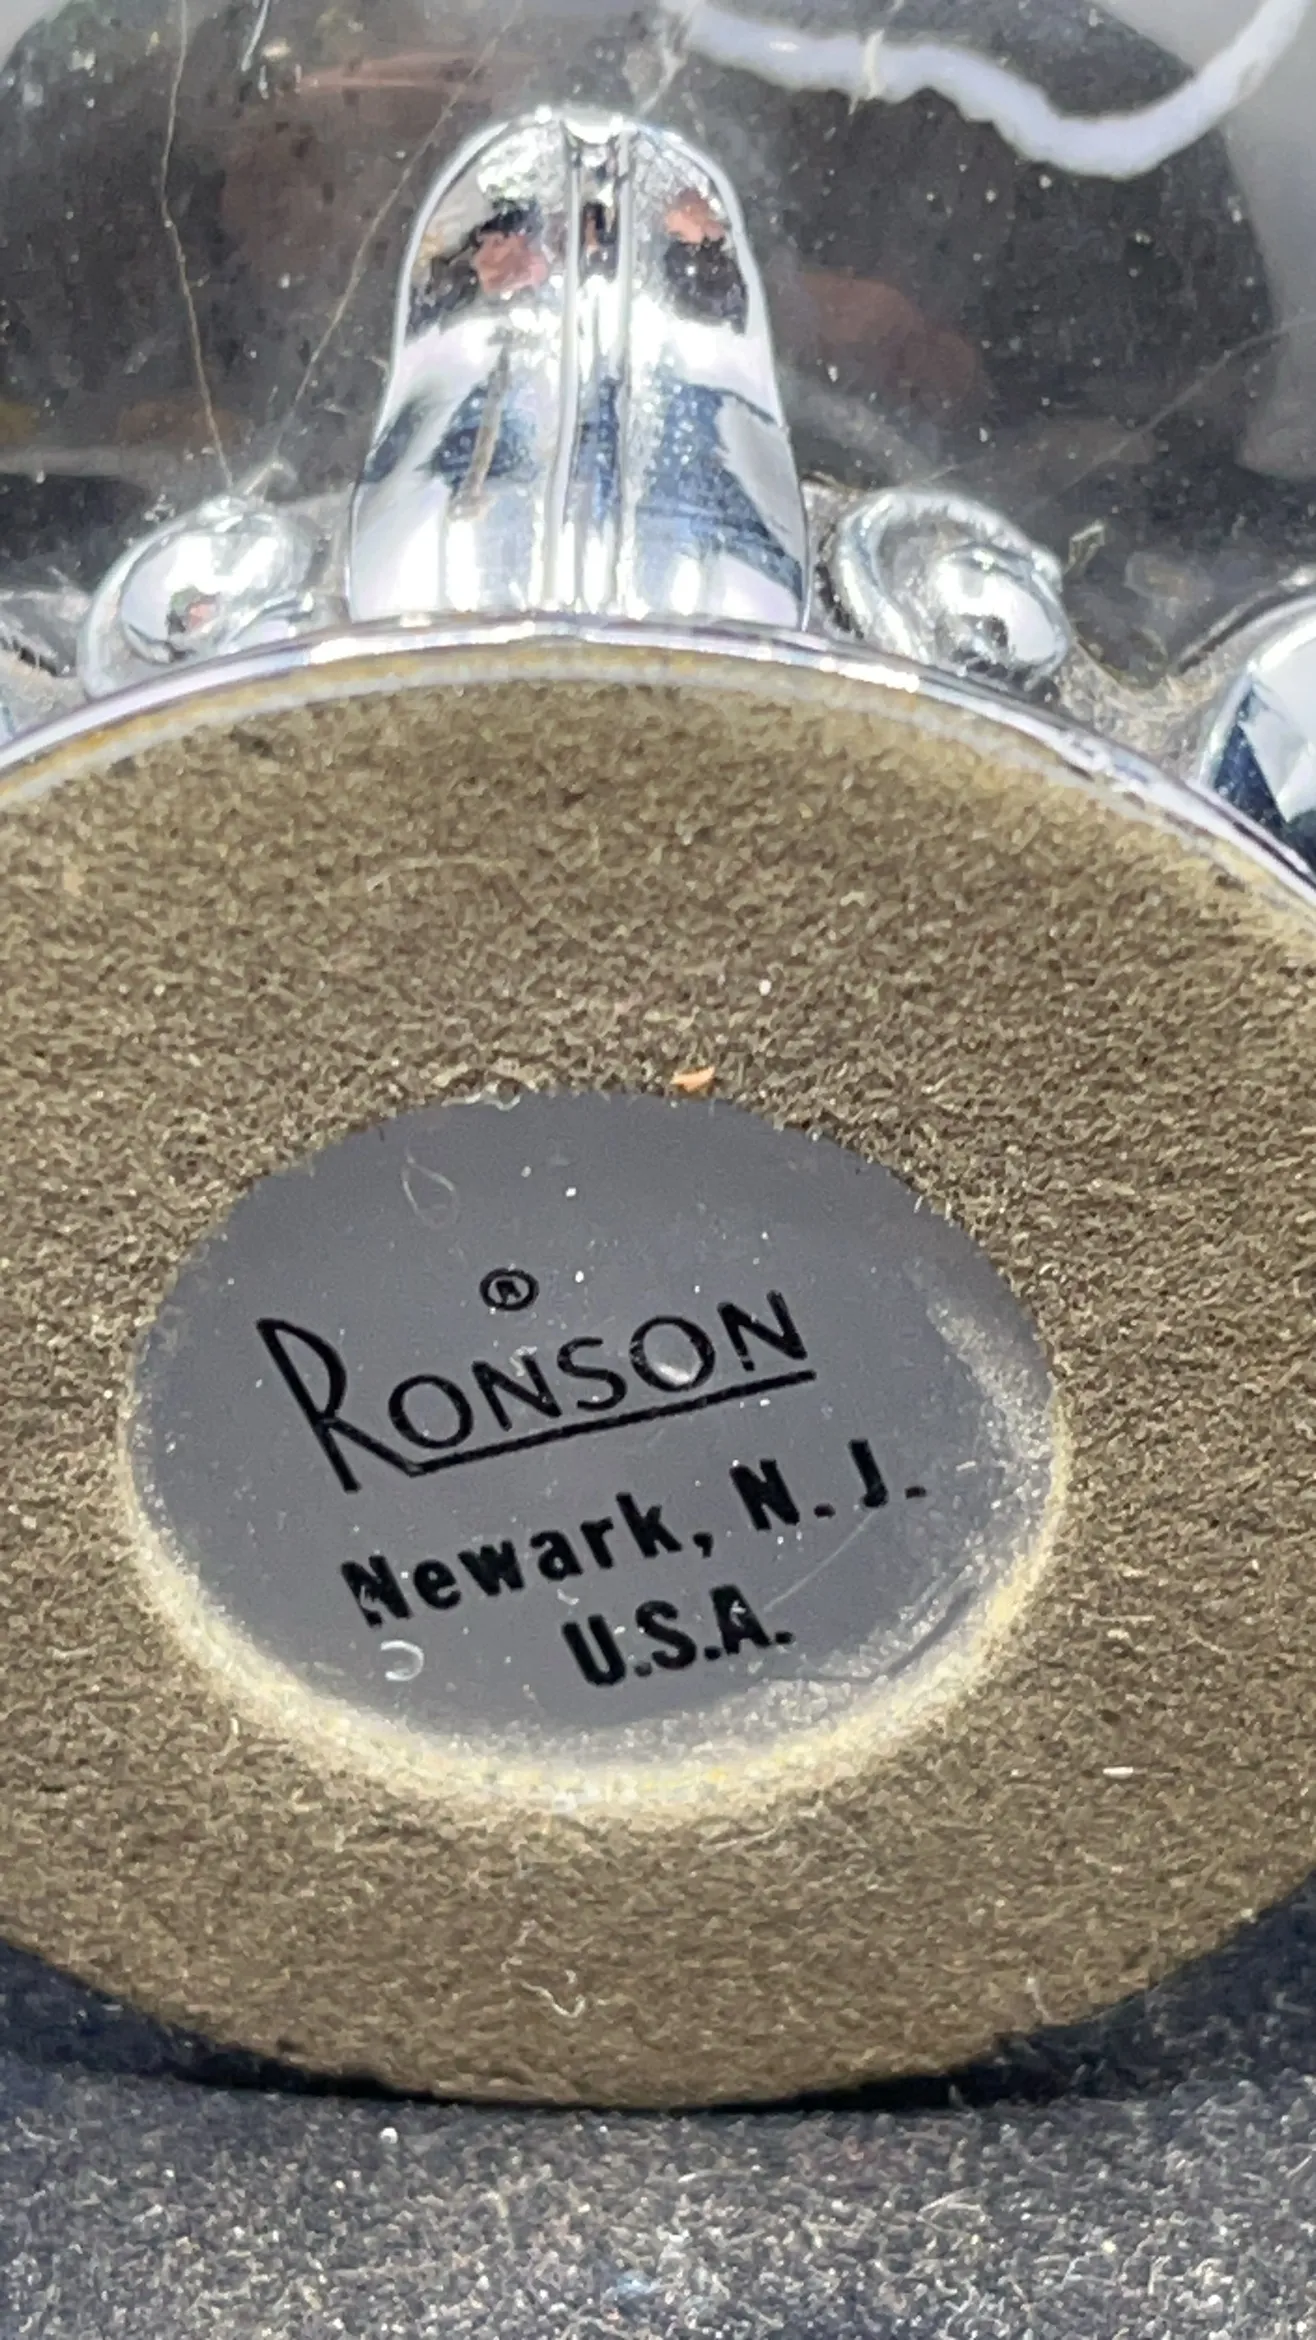 ®
RONSON
Newark, N. J.
U.S.A.